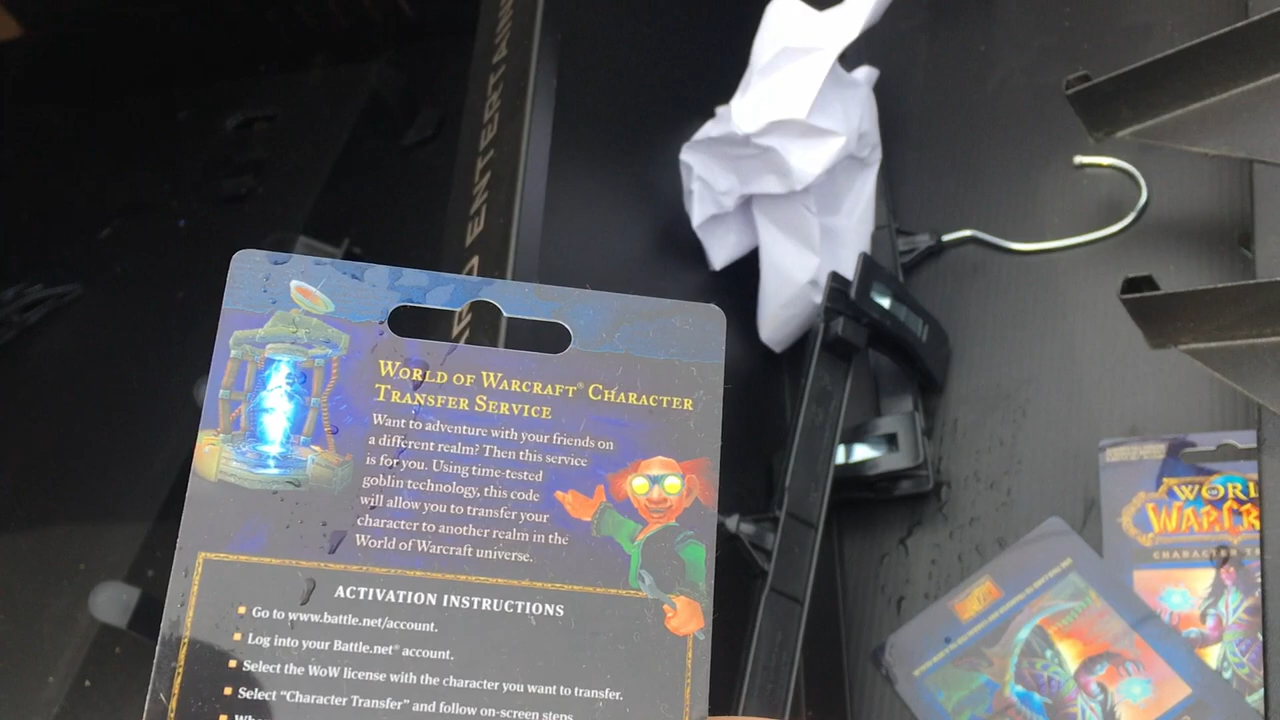 ENTERTAIN
WORLD OF WARCRAFT® CHARACTER
TRANSFER SERVICE
Want to adventure with your friends on
a different realm? Then this service
is for you. Using time-tested
goblin technology, this code
will allow you to transfer your
character to another realm in the
World of Warcraft universe.
ACTIVATION INSTRUCTIONS
Go to www.battle.net/account.
Log into your Battle.net® account.
Select the WoW license with the character you want to transfer.
Select “Character Transfer” and follow on-screen steps
WORL
WARCR
CHARACTER